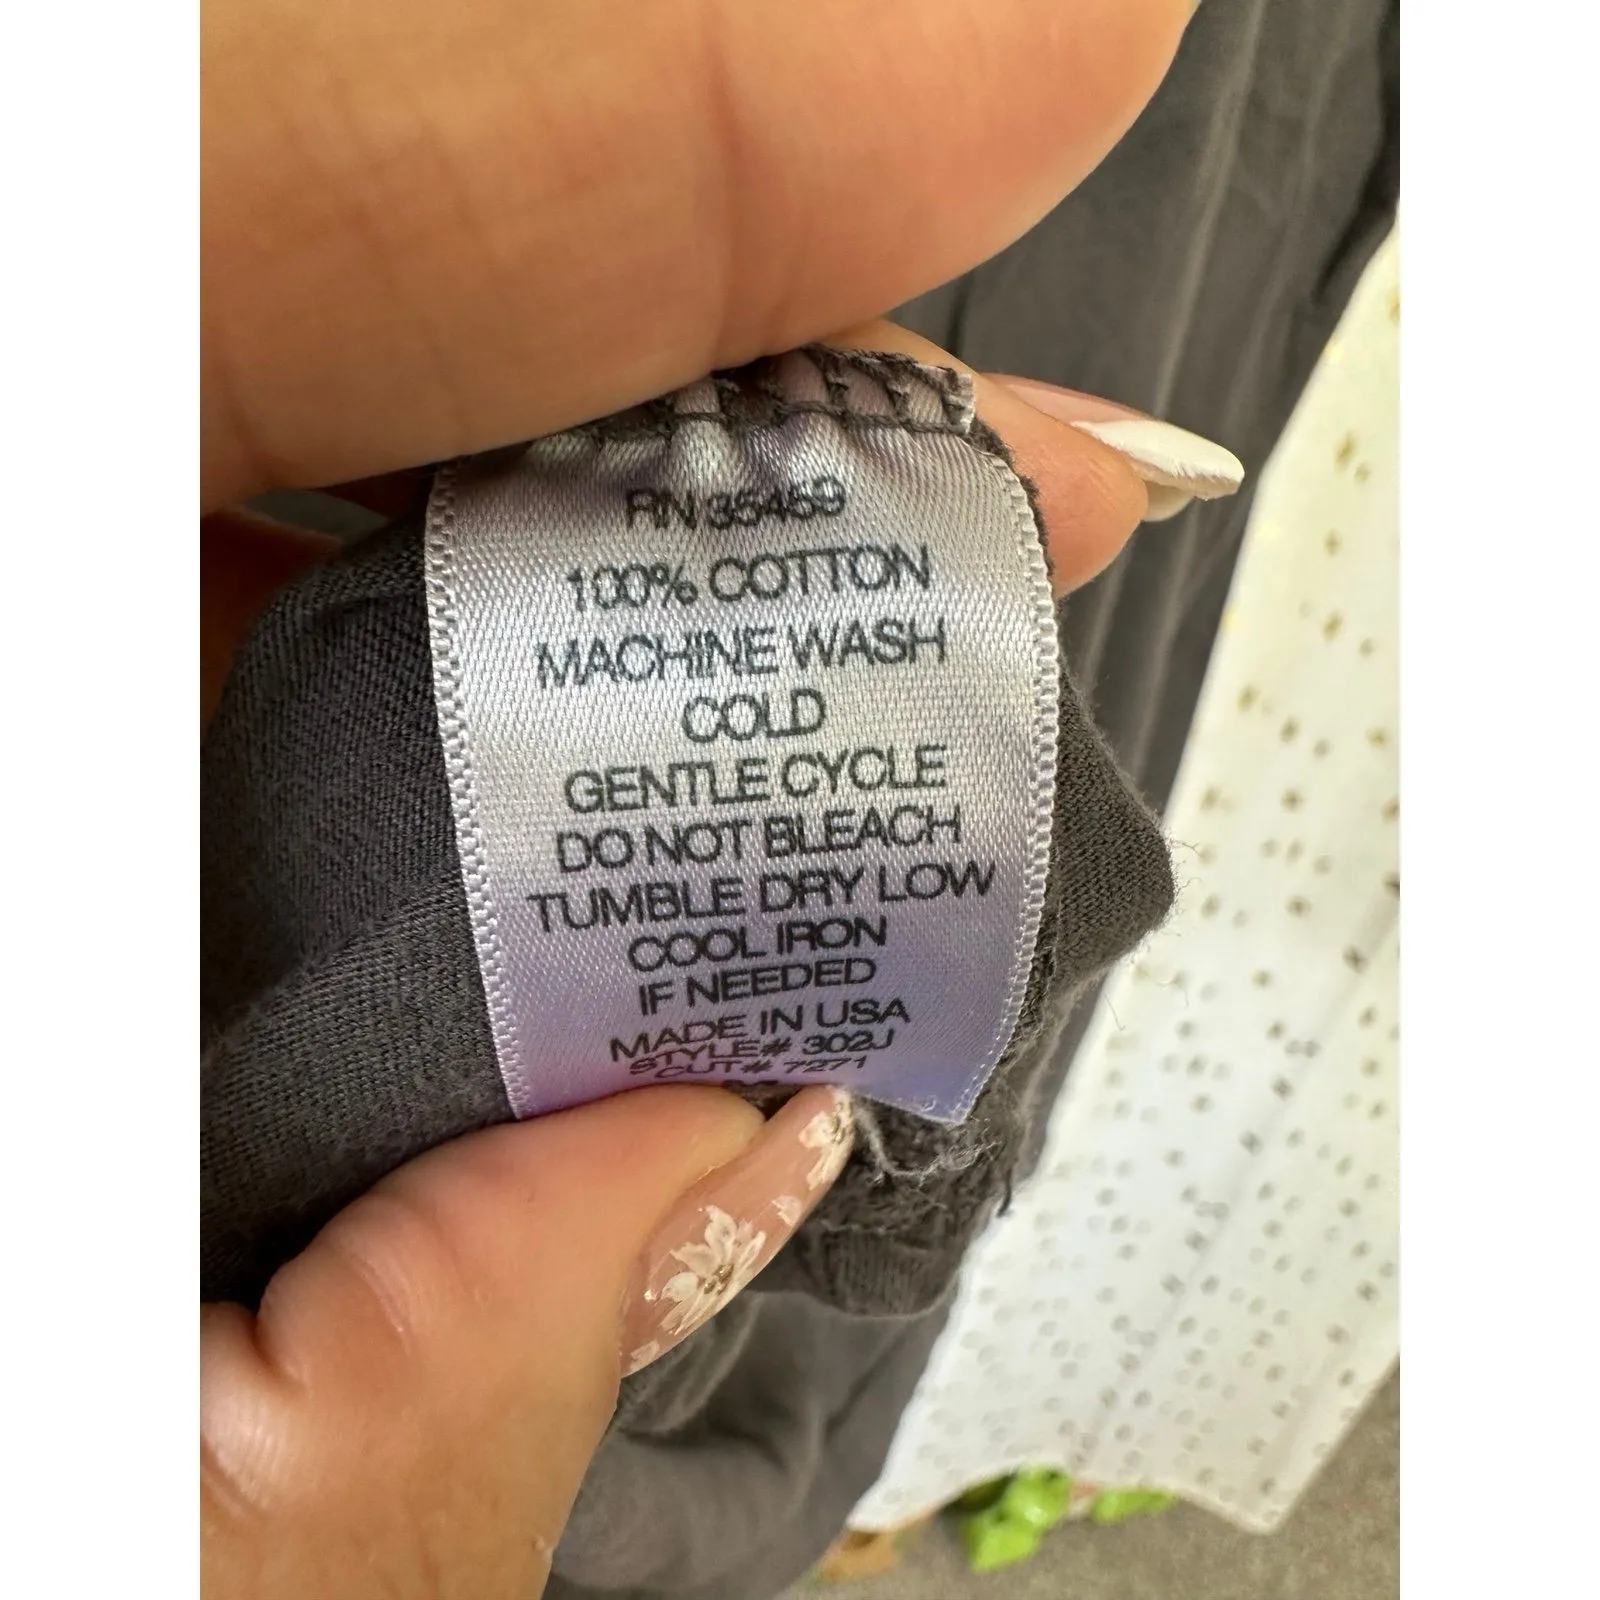 RN 35459
100% COTTON
MACHINE WASH
COLD
GENTLE CYCLE
DO NOT BLEACH
TUMBLE DRY LOW
COOL IRON
IF NEEDED
MADE IN USA
STYLE# 302J
CUT# 7271